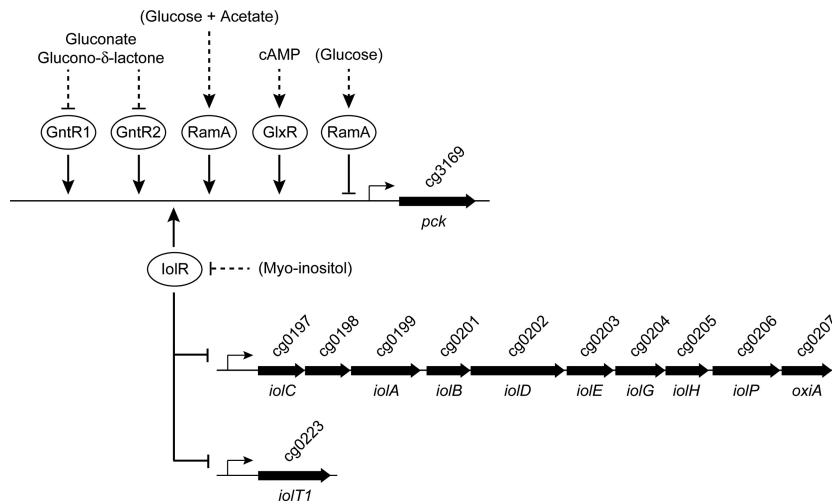 (Glucose + Acetate)
Gluconate
Glucono-δ-lactone
cAMP
(Glucose)
GntR1
GntR2
RamA
GlxR
RamA
cg3169
pck
IolR
(Myo-inositol)
cg0197
cg0198
cg0199
cg0201
cg0202
cg0203
cg0204
cg0205
cg0206
cg0207
iolC
iolA
iolB
iolD
iolE
iolG
iolH
iolP
oxiA
cg0223
iolT1